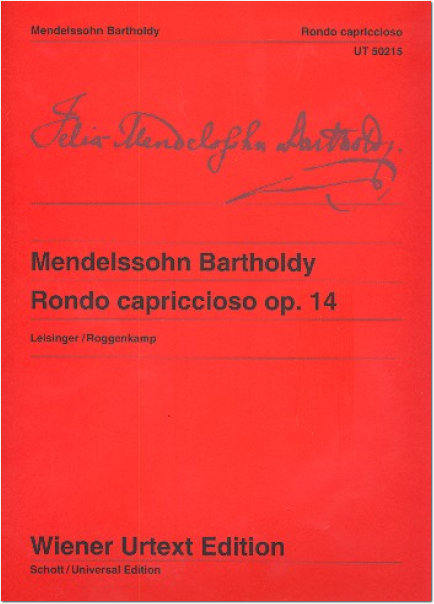 Mendelssohn Bartholdy Rondo capriccioso
UT 50215
Felix Mendelssohn Bartholdy.
Mendelssohn Bartholdy
Rondo capriccioso op. 14
Leisinger / Roggenkamp
Wiener Urtext Edition
Schott / Universal Edition